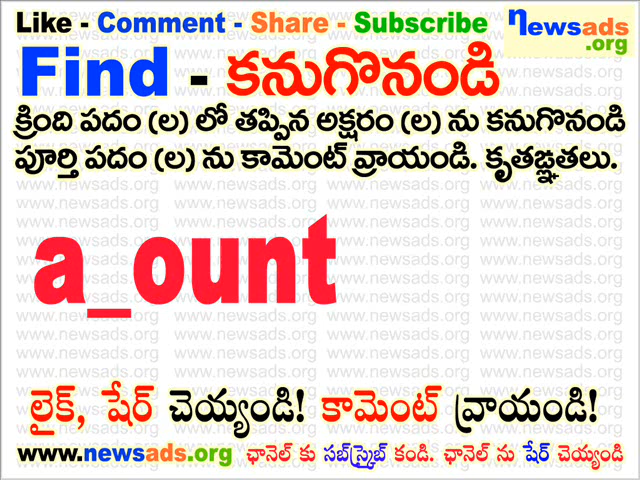 Like - Comment - Share - Subscribe
newsads
.org
Find - కనుగొనండి
క్రింది పదం (ల) లో తప్పిన అక్షరం (ల) ను కనుగొనండి
పూర్తి పదం (ల) ను కామెంట్ వ్రాయండి. కృతఙ్ఞతలు.
a_ount
లైక్, షేర్ చెయ్యండి! కామెంట్ వ్రాయండి!
www.newsads.org ఛానెల్ కు సబ్‌స్క్రైబ్ కండి. ఛానెల్ ను షేర్ చెయ్యండి